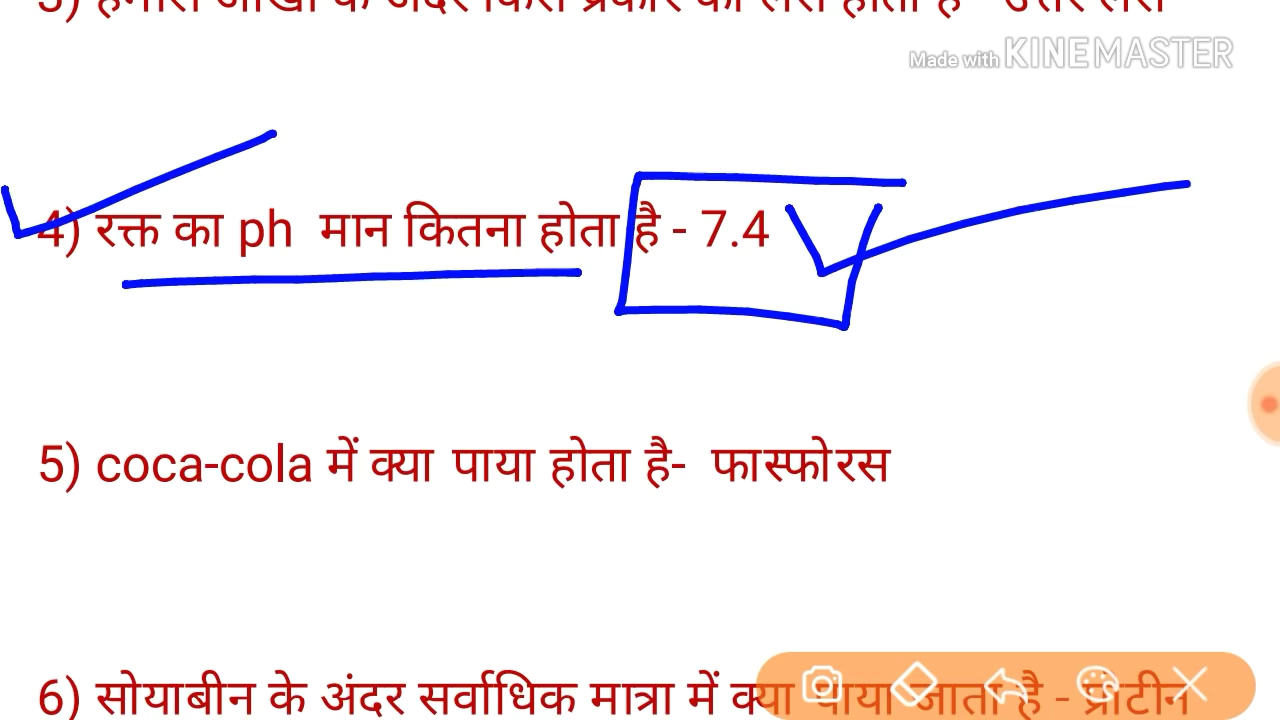 Made with KINEMASTER
4) रक्त का ph मान कितना होता है - 7.4
5) coca-cola में क्या पाया होता है- फास्फोरस
6) सोयाबीन के अंदर सर्वाधिक मात्रा में क्या पाया जाता है - प्रोटीन